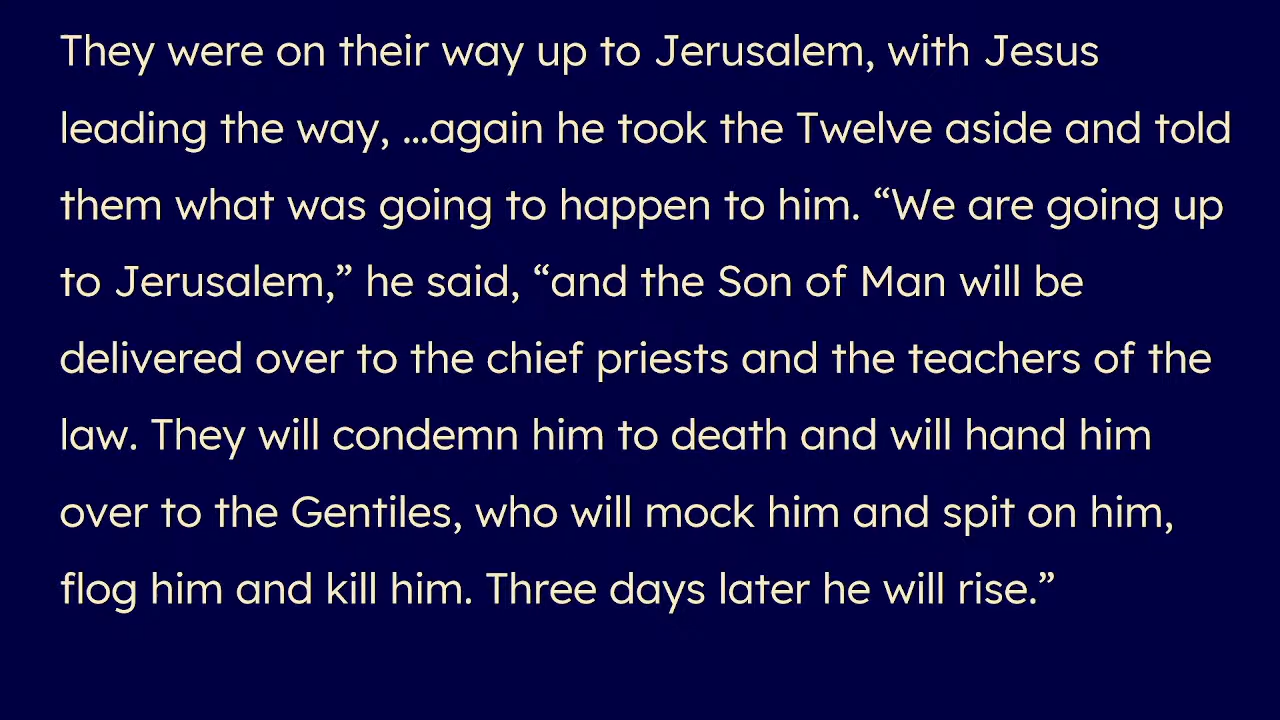 They were on their way up to Jerusalem, with Jesus
leading the way, ...again he took the Twelve aside and told
them what was going to happen to him. “We are going up
to Jerusalem,” he said, “and the Son of Man will be
delivered over to the chief priests and the teachers of the
law. They will condemn him to death and will hand him
over to the Gentiles, who will mock him and spit on him,
flog him and kill him. Three days later he will rise.”